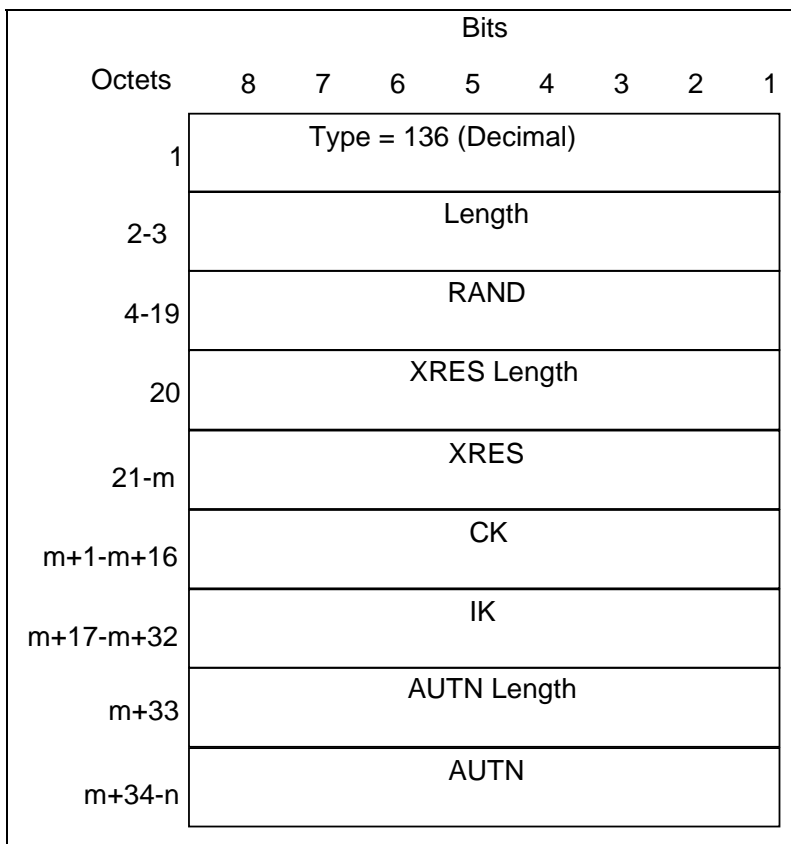 Bits
Octets 8 7 6 5 4 3 2 1
1 Type = 136 (Decimal)
2-3 Length
4-19 RAND
20 XRES Length
21-m XRES
m+1-m+16 CK
m+17-m+32 IK
m+33 AUTN Length
m+34-n AUTN